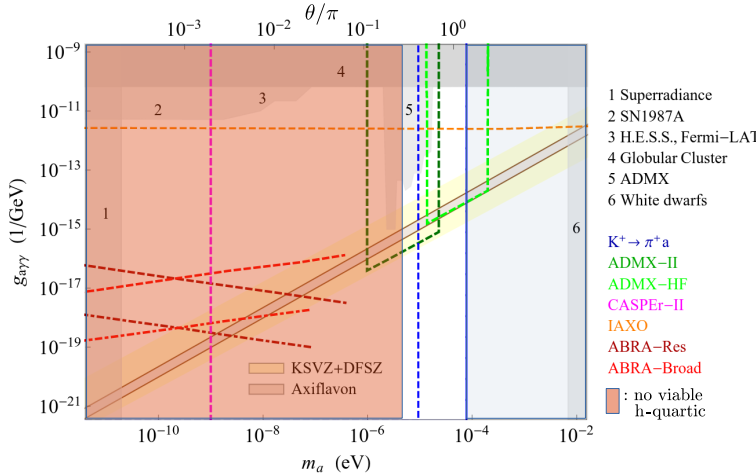 θ/π
10⁻³ 10⁻² 10⁻¹ 10⁰
10⁻⁹
10⁻¹¹
10⁻¹³
10⁻¹⁵
10⁻¹⁷
10⁻¹⁹
10⁻²¹
g_aγγ (1/GeV)
4
2 3 5
1 6
KSVZ+DFSZ
Axiflavon
10⁻¹⁰ 10⁻⁸ 10⁻⁶ 10⁻⁴ 10⁻²
m_a (eV)
1 Superradiance
2 SN1987A
3 H.E.S.S., Fermi−LAT
4 Globular Cluster
5 ADMX
6 White dwarfs
K⁺→ π⁺a
ADMX−II
ADMX−HF
CASPEr−II
IAXO
ABRA−Res
ABRA−Broad
: no viable
h-quartic